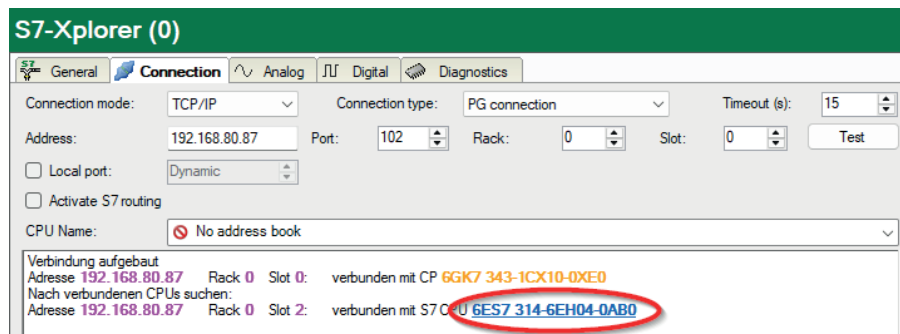 S7-Xplorer (0)
S7 General Connection Analog Digital Diagnostics
Connection mode: TCP/IP Connection type: PG connection Timeout (s): 15
Address: 192.168.80.87 Port: 102 Rack: 0 Slot: 0 Test
Local port: Dynamic
Activate S7 routing
CPU Name: No address book
Verbindung aufgebaut
Adresse 192.168.80.87 Rack 0 Slot 0: verbunden mit CP 6GK7 343-1CX10-0XE0
Nach verbundenen CPUs suchen:
Adresse 192.168.80.87 Rack 0 Slot 2: verbunden mit S7 CPU 6ES7 314-6EH04-0AB0